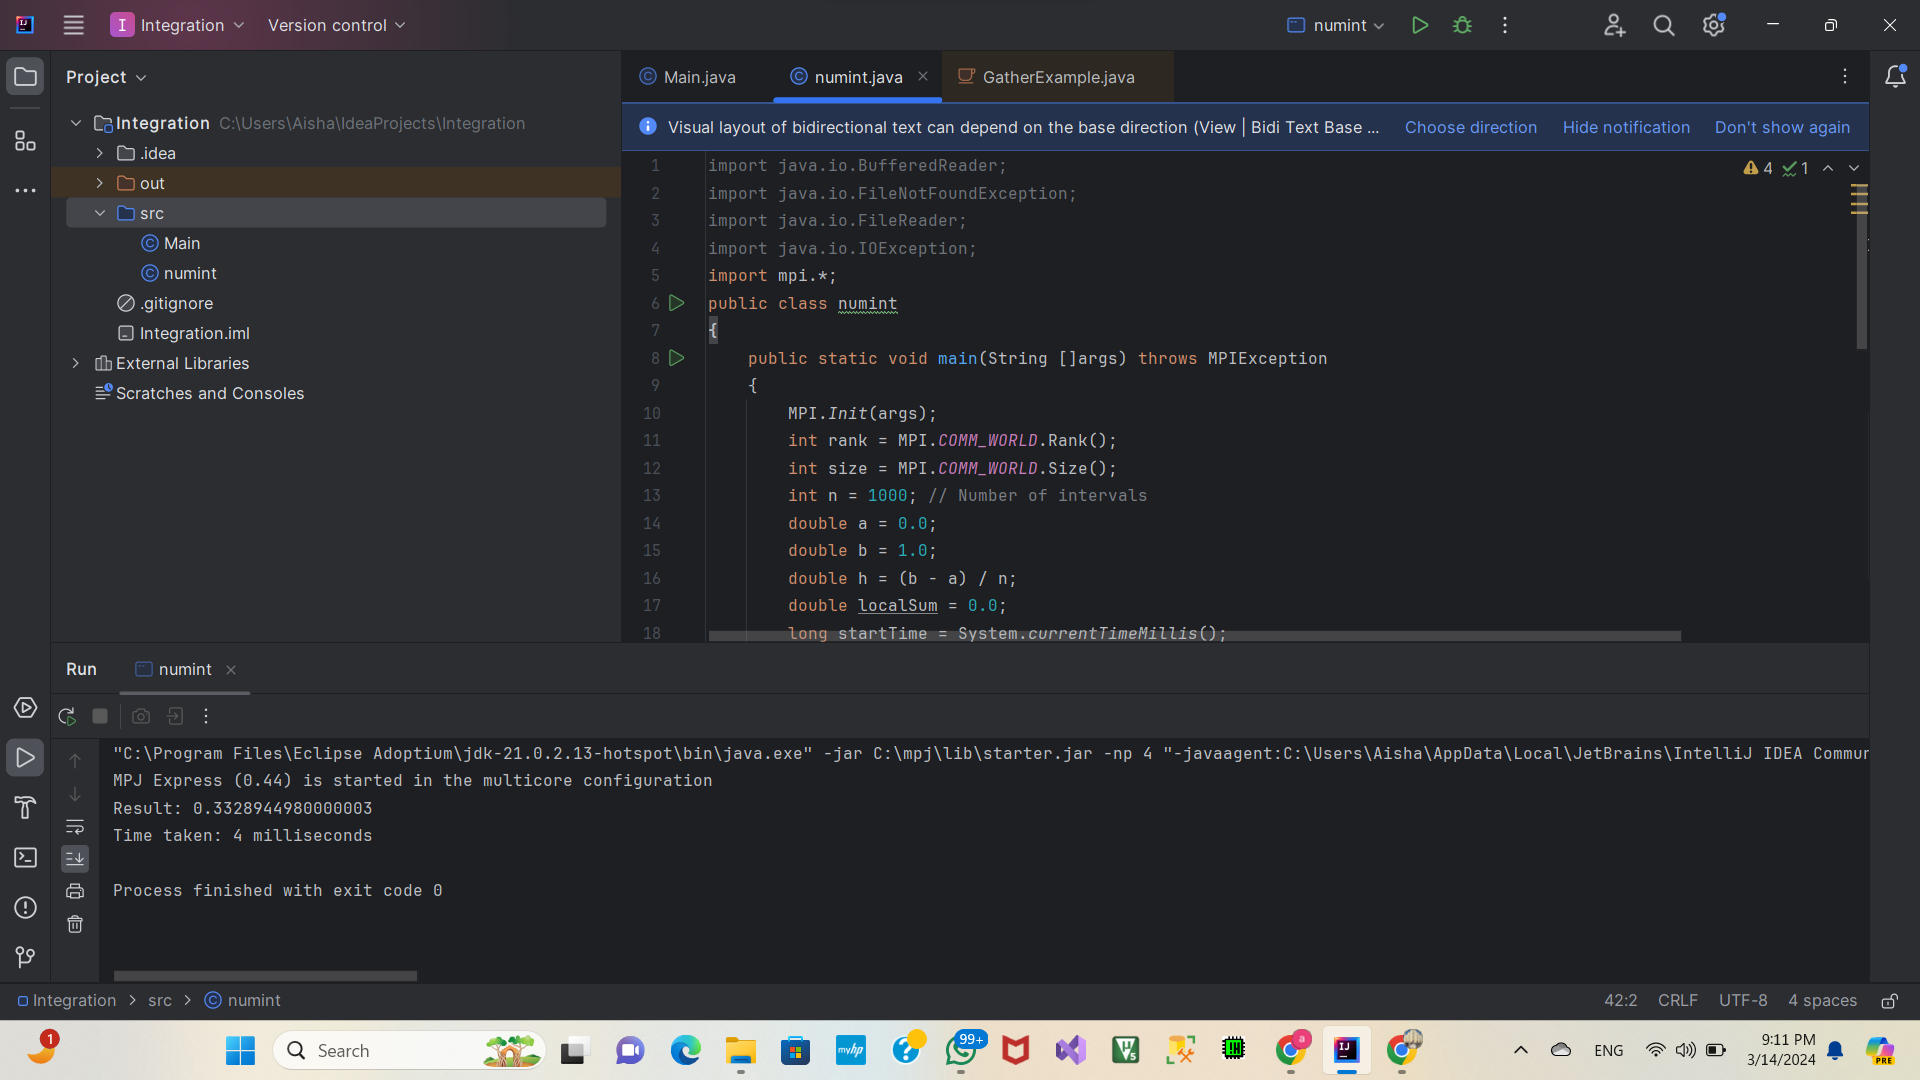 I Integration Version control numint
Project
Integration C:\Users\Aisha\IdeaProjects\Integration
.idea
out
src
Main
numint
.gitignore
Integration.iml
External Libraries
Scratches and Consoles
Main.java numint.java GatherExample.java
Visual layout of bidirectional text can depend on the base direction (View | Bidi Text Base ... Choose direction Hide notification Don't show again
4 1
1 import java.io.BufferedReader;
2 import java.io.FileNotFoundException;
3 import java.io.FileReader;
4 import java.io.IOException;
5 import mpi.*;
6 public class numint
7 {
8 public static void main(String []args) throws MPIException
9 {
10 MPI.Init(args);
11 int rank = MPI.COMM_WORLD.Rank();
12 int size = MPI.COMM_WORLD.Size();
13 int n = 1000; // Number of intervals
14 double a = 0.0;
15 double b = 1.0;
16 double h = (b - a) / n;
17 double localSum = 0.0;
18 long startTime = System.currentTimeMillis();
Run numint
"C:\Program Files\Eclipse Adoptium\jdk-21.0.2.13-hotspot\bin\java.exe" -jar C:\mpj\lib\starter.jar -np 4 "-javaagent:C:\Users\Aisha\AppData\Local\JetBrains\IntelliJ IDEA Commun
MPJ Express (0.44) is started in the multicore configuration
Result: 0.3328944980000003
Time taken: 4 milliseconds
Process finished with exit code 0
Integration > src > numint 42:2 CRLF UTF-8 4 spaces
1 Search myhp 99+ a ENG 9:11 PM
3/14/2024 PRE